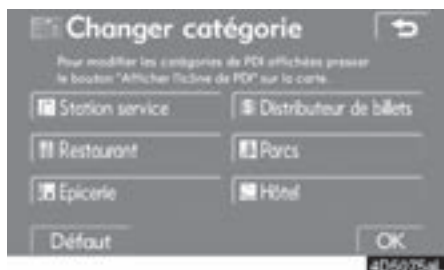 Changer catégorie
Pour modifier les catégories de PDI affichées presser
le bouton "Afficher l'icône de PDI" sur la carte.
Station service
Distributeur de billets
Restaurant
Parcs
Epicerie
Hôtel
Défaut
OK